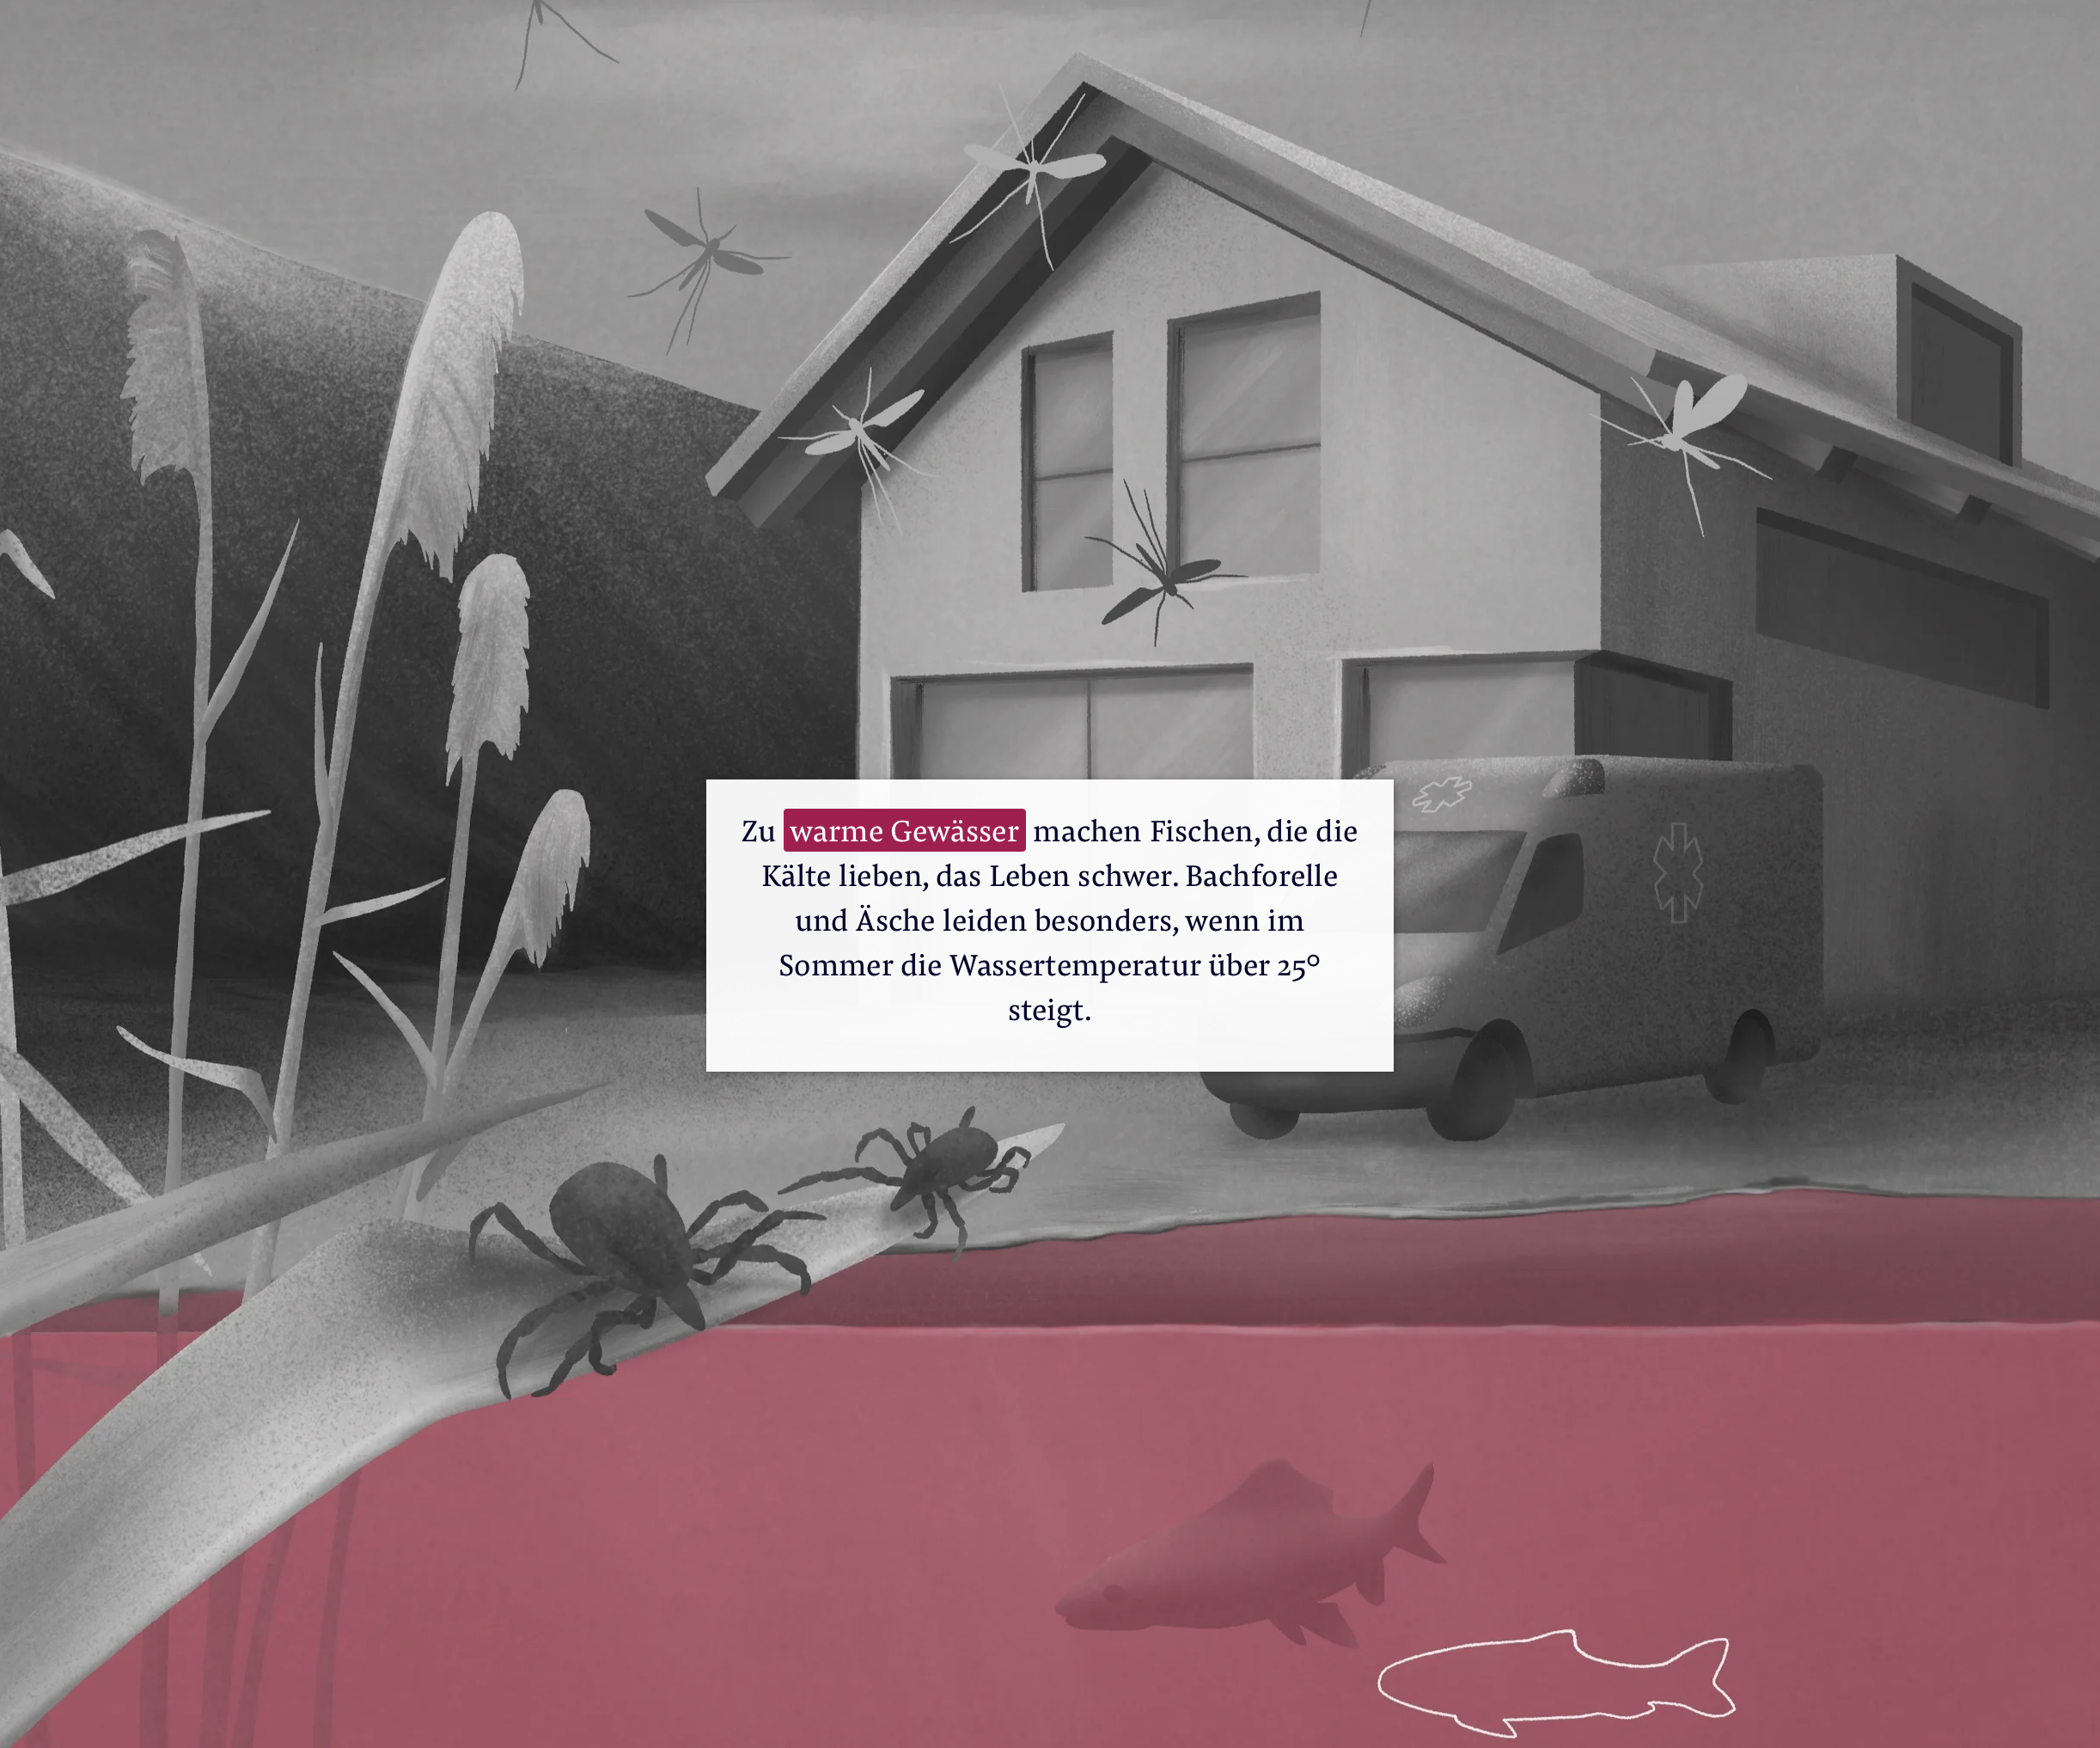 Zu warme Gewässer machen Fischen, die die
Kälte lieben, das Leben schwer. Bachforelle
und Äsche leiden besonders, wenn im
Sommer die Wassertemperatur über 25°
steigt.